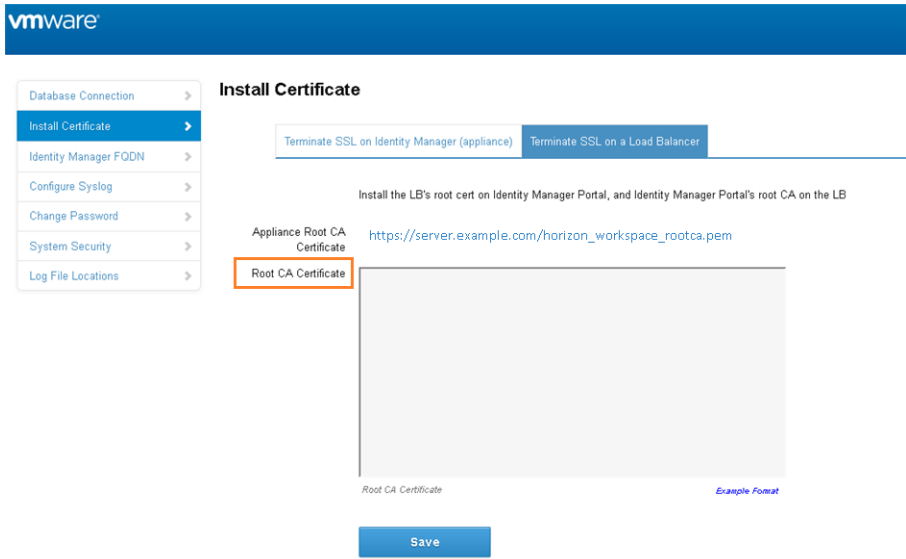 vmware®
Database Connection
Install Certificate
Identity Manager FQDN
Configure Syslog
Change Password
System Security
Log File Locations
Install Certificate
Terminate SSL on Identity Manager (appliance)
Terminate SSL on a Load Balancer
Install the LB's root cert on Identity Manager Portal, and Identity Manager Portal's root CA on the LB
Appliance Root CA
Certificate
https://server.example.com/horizon_workspace_rootca.pem
Root CA Certificate
Root CA Certificate
Example Format
Save